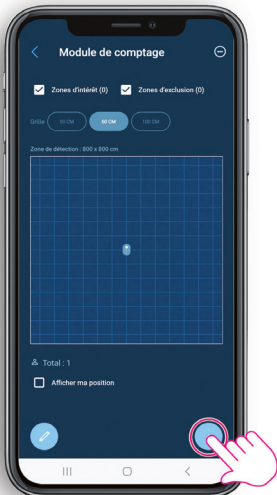 Module de comptage
Zones d'intérêt (0) Zones d'exclusion (0)
Grille 50 CM 80 CM 100 CM
Zone de détection : 800 x 800 cm
Total : 1
Afficher ma position